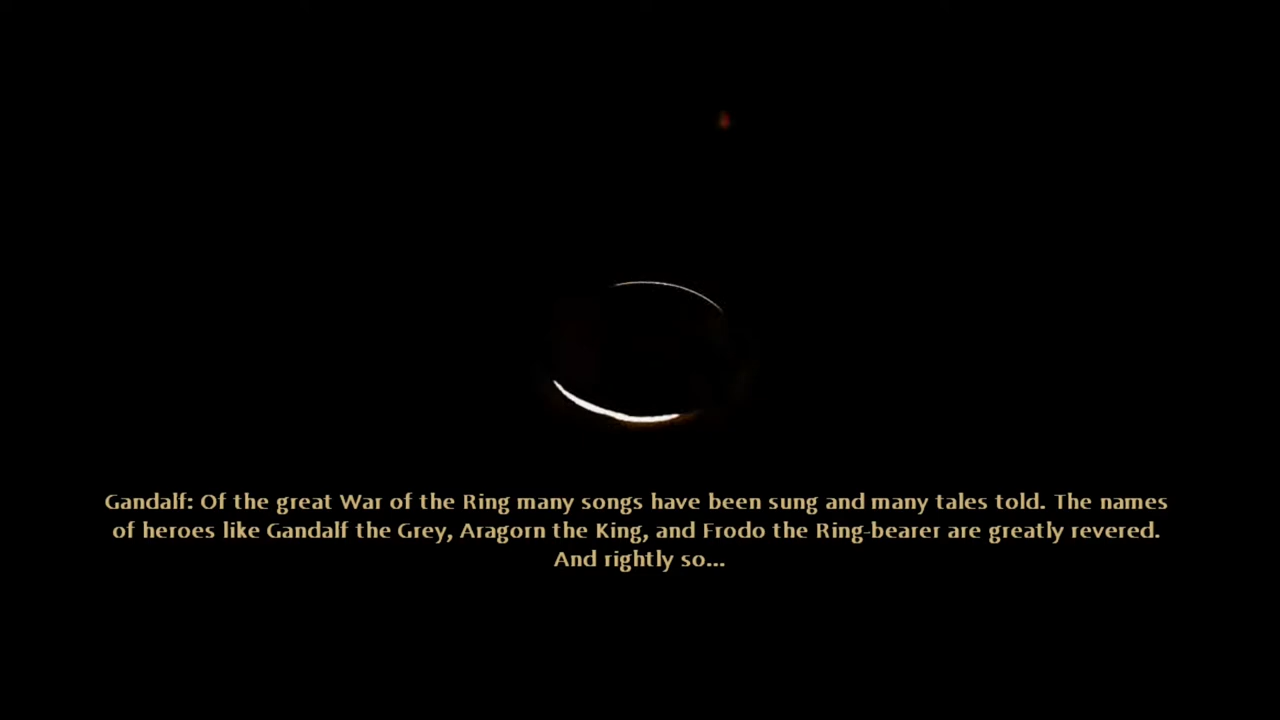 Gandalf: Of the great War of the Ring many songs have been sung and many tales told. The names
of heroes like Gandalf the Grey, Aragorn the King, and Frodo the Ring-bearer are greatly revered.
And rightly so...